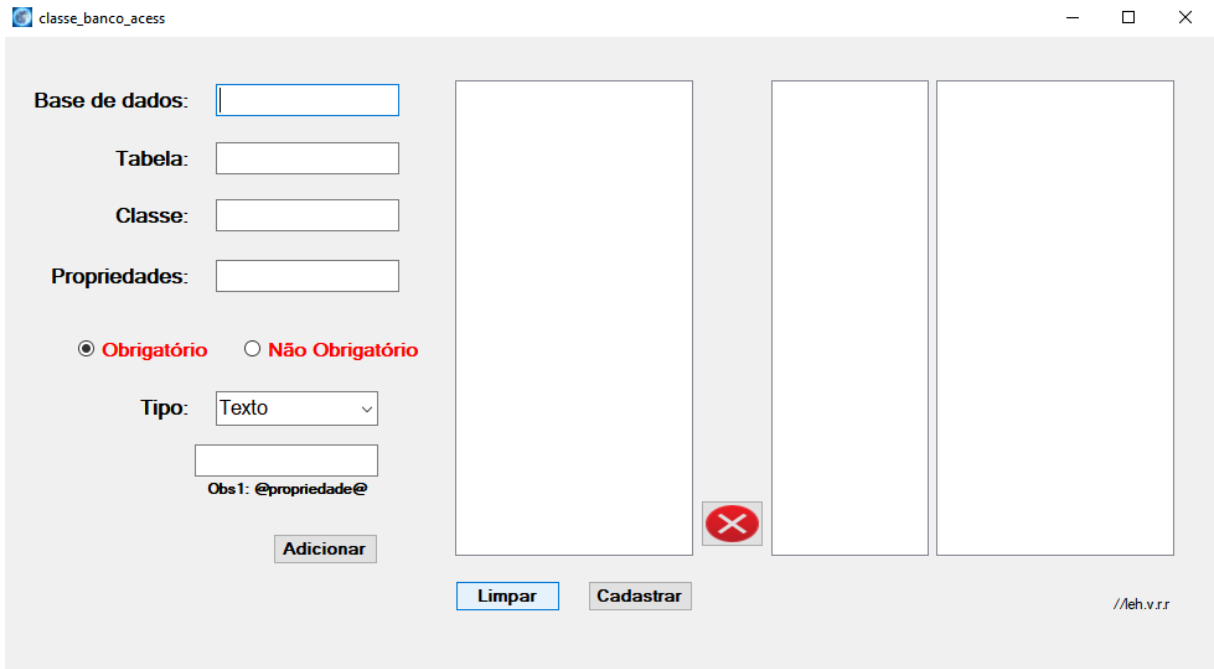 classe_banco_acess
Base de dados:
Tabela:
Classe:
Propriedades:
Obrigatório
Não Obrigatório
Tipo:
Texto
Obs1: @propriedade@
Adicionar
Limpar
Cadastrar
//leh.v.r.r